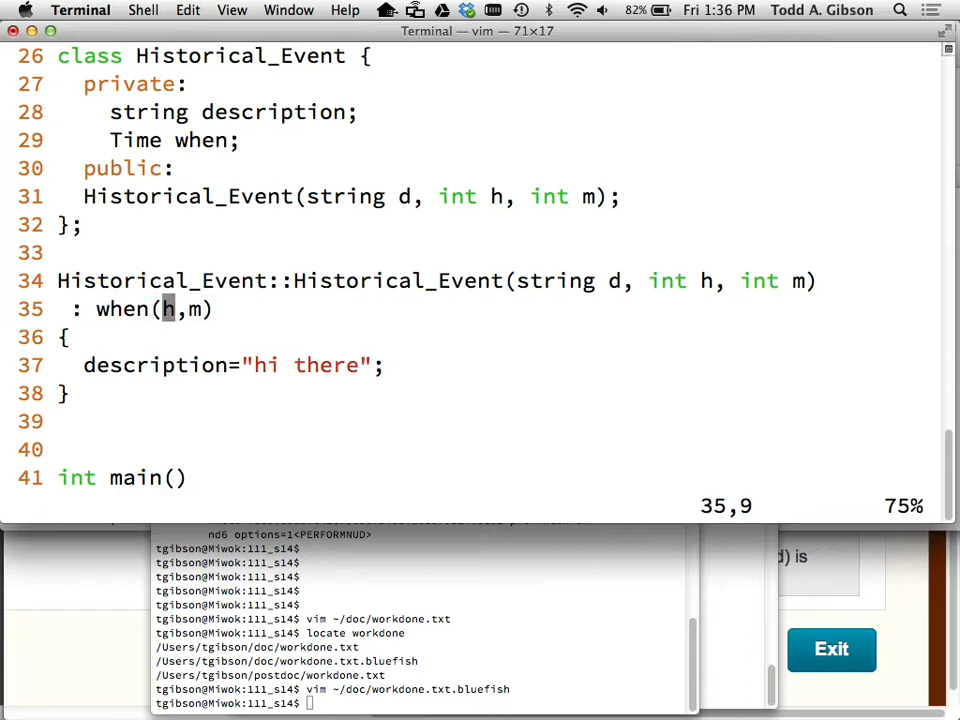 Terminal Shell Edit View Window Help 82% Fri 1:36 PM Todd A. Gibson
Terminal — vim — 71×17
26 class Historical_Event {
27   private:
28     string description;
29     Time when;
30   public:
31   Historical_Event(string d, int h, int m);
32 };
33
34 Historical_Event::Historical_Event(string d, int h, int m)
35  : when(h,m)
36 {
37   description="hi there";
38 }
39
40
41 int main()
35,9 75%
nd6 options=1<PERFORMNUD>
tgibson@Miwok:111_s14$
tgibson@Miwok:111_s14$
tgibson@Miwok:111_s14$
tgibson@Miwok:111_s14$
tgibson@Miwok:111_s14$
tgibson@Miwok:111_s14$ vim ~/doc/workdone.txt
tgibson@Miwok:111_s14$ locate workdone
/Users/tgibson/doc/workdone.txt
/Users/tgibson/doc/workdone.txt.bluefish
/Users/tgibson/postdoc/workdone.txt
tgibson@Miwok:111_s14$ vim ~/doc/workdone.txt.bluefish
tgibson@Miwok:111_s14$
d) is
Exit